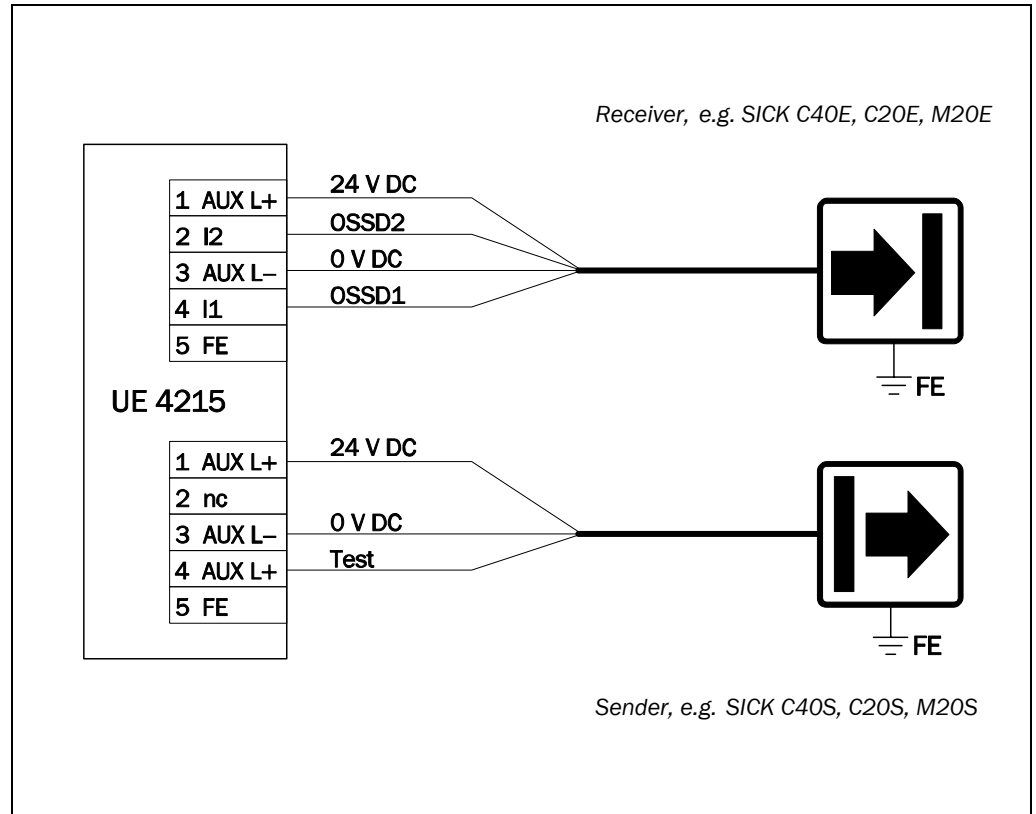 Receiver, e.g. SICK C40E, C20E, M20E
1 AUX L+ 24 V DC
2 I2 OSSD2
3 AUX L– 0 V DC
4 I1 OSSD1
5 FE
FE
UE 4215
1 AUX L+ 24 V DC
2 nc
3 AUX L– 0 V DC
4 AUX L+ Test
5 FE
FE
Sender, e.g. SICK C40S, C20S, M20S